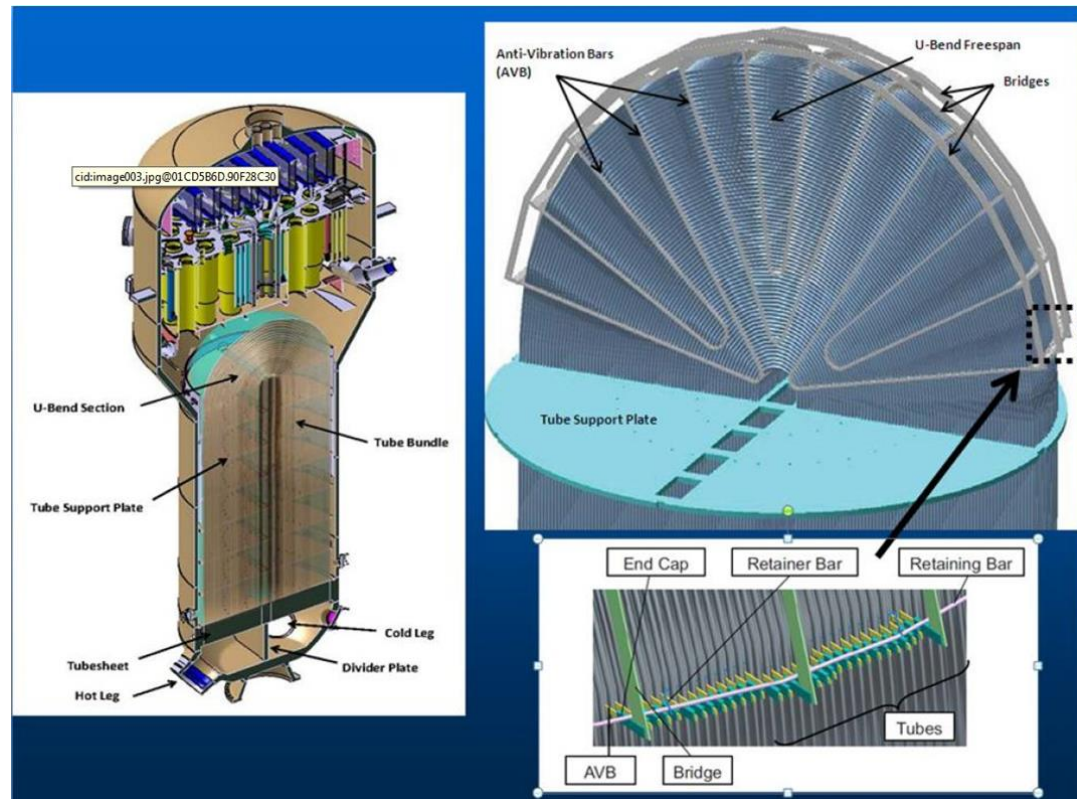 cid:image003.jpg@01CD5B6D.90F28C30
U-Bend Section
Tube Bundle
Tube Support Plate
Cold Leg
Tubesheet
Divider Plate
Hot Leg
Anti-Vibration Bars
(AVB)
U-Bend Freespan
Bridges
Tube Support Plate
End Cap
Retainer Bar
Retaining Bar
Tubes
AVB
Bridge